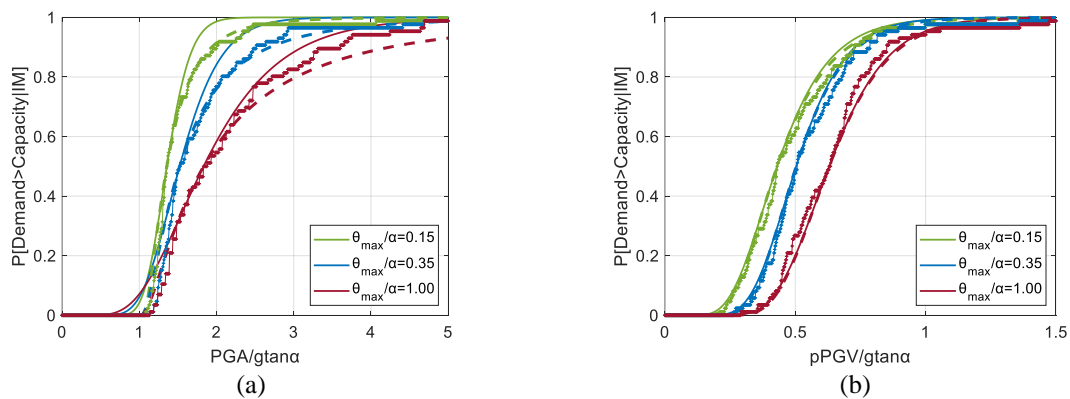 P[Demand>Capacity|IM]
1
0.8
0.6
0.4
0.2
0
0 1 2 3 4 5
PGA/gtanα
θmax/α=0.15
θmax/α=0.35
θmax/α=1.00
(a)
P[Demand>Capacity|IM]
1
0.8
0.6
0.4
0.2
0
0 0.5 1 1.5
pPGV/gtanα
θmax/α=0.15
θmax/α=0.35
θmax/α=1.00
(b)